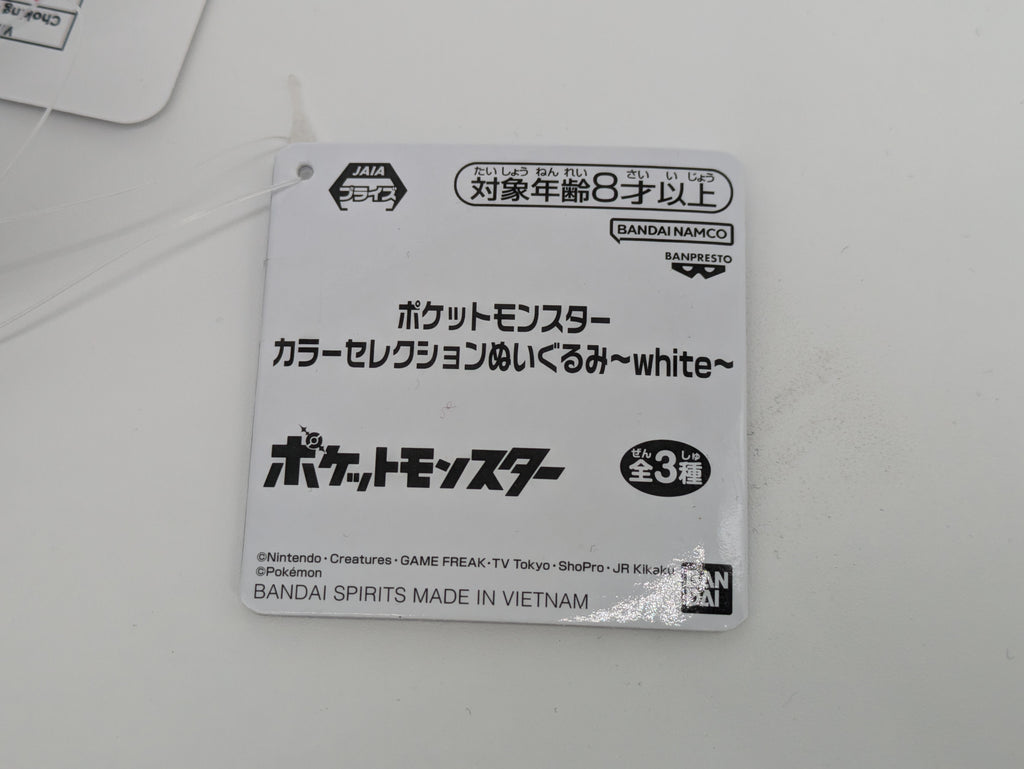 Choking
JAIA
プライズ
たいしょうねんれい さいいじょう
対象年齢8才以上
BANDAI NAMCO
BANPRESTO
ポケットモンスター
カラーセレクションぬいぐるみ～white～
ポケットモンスター
ぜん しゅ
全3種
©Nintendo・Creatures・GAME FREAK・TV Tokyo・ShoPro・JR Kikaku
©Pokémon
BANDAI SPIRITS MADE IN VIETNAM
BAN
DAI